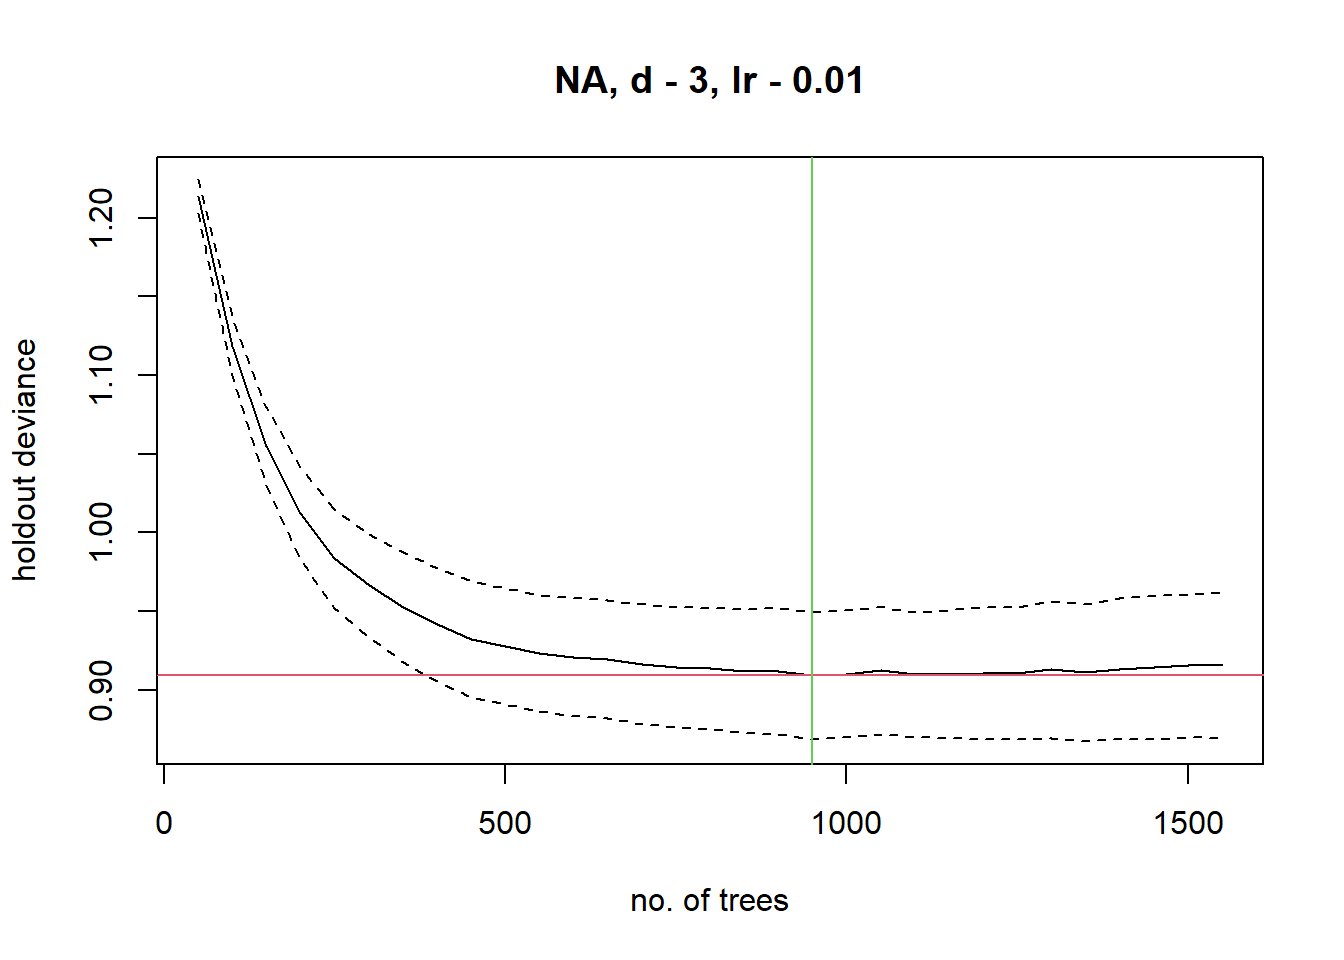 NA, d - 3, lr - 0.01
holdout deviance
1.20
1.10
1.00
0.90
0
500
1000
1500
no. of trees